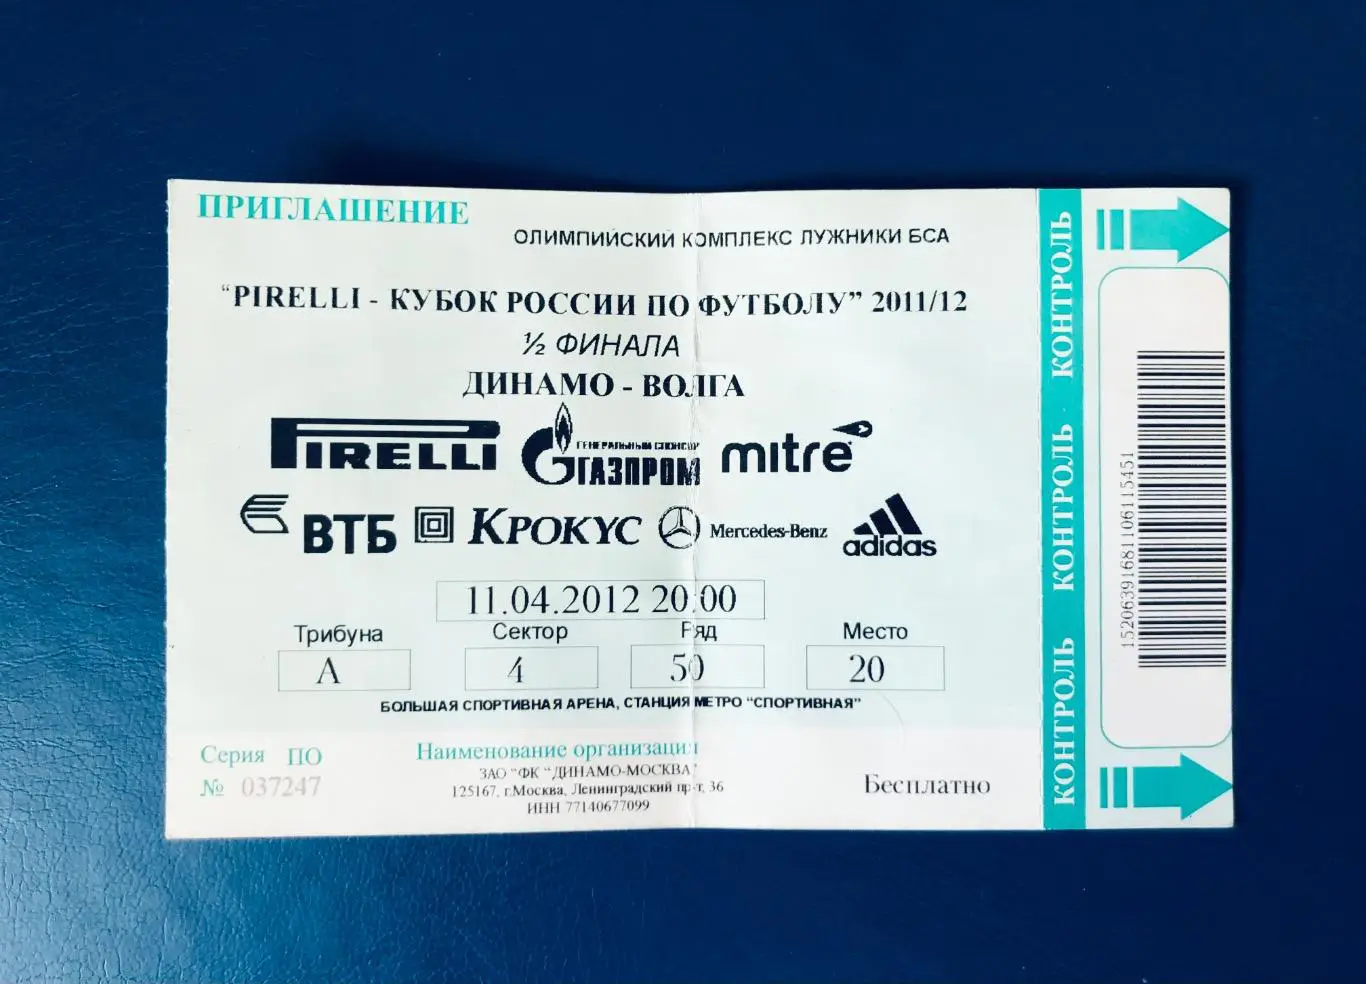 ПРИГЛАШЕНИЕ
ОЛИМПИЙСКИЙ КОМПЛЕКС ЛУЖНИКИ БСА
"PIRELLI - КУБОК РОССИИ ПО ФУТБОЛУ" 2011/12
½ ФИНАЛА
ДИНАМО - ВОЛГА
PIRELLI
ГЕНЕРАЛЬНЫЙ СПОНСОР
ГАЗПРОМ
mitre
ВТБ
КРОКУС
Mercedes-Benz
adidas
11.04.2012 20:00
Трибуна Сектор Ряд Место
А 4 50 20
БОЛЬШАЯ СПОРТИВНАЯ АРЕНА, СТАНЦИЯ МЕТРО "СПОРТИВНАЯ"
Серия ПО
№ 037247
Наименование организации
ЗАО "ФК "ДИНАМО-МОСКВА"
125167, г.Москва, Ленинградский пр-т, 36
ИНН 77140677099
Бесплатно
КОНТРОЛЬ КОНТРОЛЬ КОНТРОЛЬ
15206391681106115451